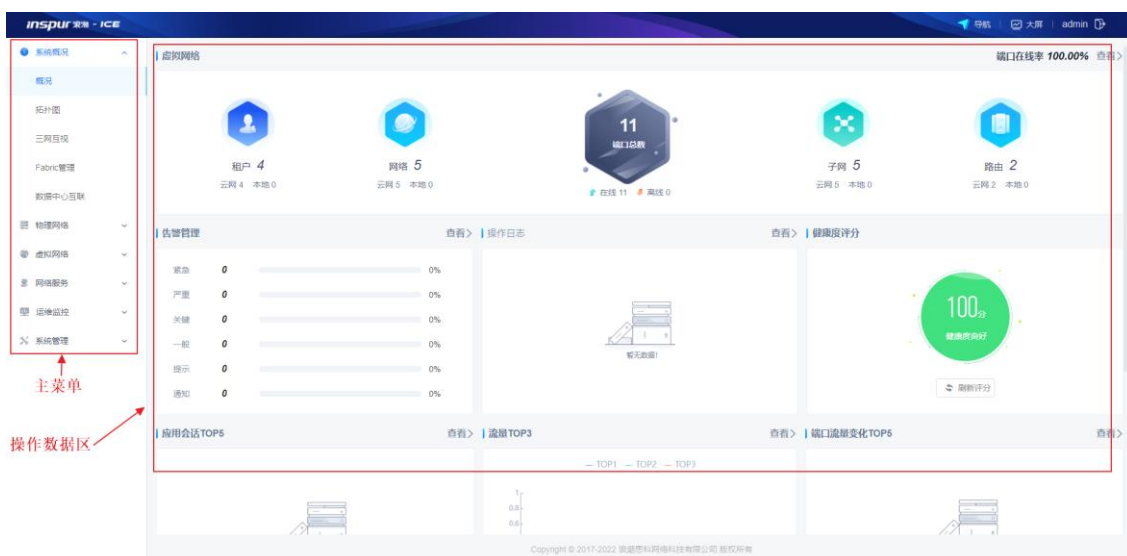 inspur 浪潮 - ICE
导航 大屏 admin
系统概况
概况
拓扑图
三网互视
Fabric管理
数据中心互联
物理网络
虚拟网络
网络服务
运维监控
系统管理
主菜单
操作数据区
虚拟网络 端口在线率 100.00% 查看>
租户 4
云网 4 本地 0
网络 5
云网 5 本地 0
11
端口总数
在线 11 离线 0
子网 5
云网 5 本地 0
路由 2
云网 2 本地 0
告警管理 查看>
紧急 0 0%
严重 0 0%
关键 0 0%
一般 0 0%
提示 0 0%
通知 0 0%
操作日志 查看>
暂无数据!
健康度评分
100分
健康度良好
刷新评分
应用会话TOP5 查看>
流量TOP3 查看>
TOP1 TOP2 TOP3
1
0.8
0.6
端口流量变化TOP5 查看>
Copyright © 2017-2022 浪潮思科网络科技有限公司 版权所有